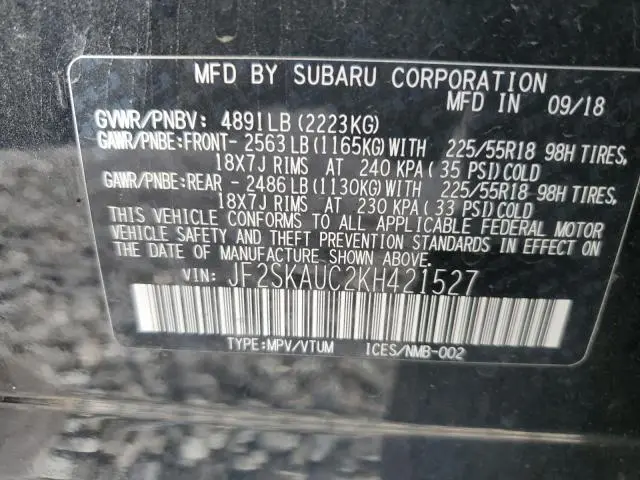 MFD BY SUBARU CORPORATION
MFD IN 09/18
GVWR/PNBV: 4891LB (2223KG)
GAWR/PNBE:FRONT- 2563 LB (1165KG) WITH 225/55R18 98H TIRES,
18X7J RIMS AT 240 KPA ( 35 PSI) COLD
GAWR/PNBE:REAR - 2486 LB (1130KG) WITH 225/55R18 98H TIRES,
18X7J RIMS AT 230 KPA ( 33 PSI) COLD
THIS VEHICLE CONFORMS TO ALL APPLICABLE FEDERAL MOTOR
VEHICLE SAFETY AND THEFT PREVENTION STANDARDS IN EFFECT ON
THE DATE OF MANUFACTURE SHOWN ABOVE.
VIN: JF2SKAUC2KH421527
TYPE:MPV/VTUM ICES/NMB-002